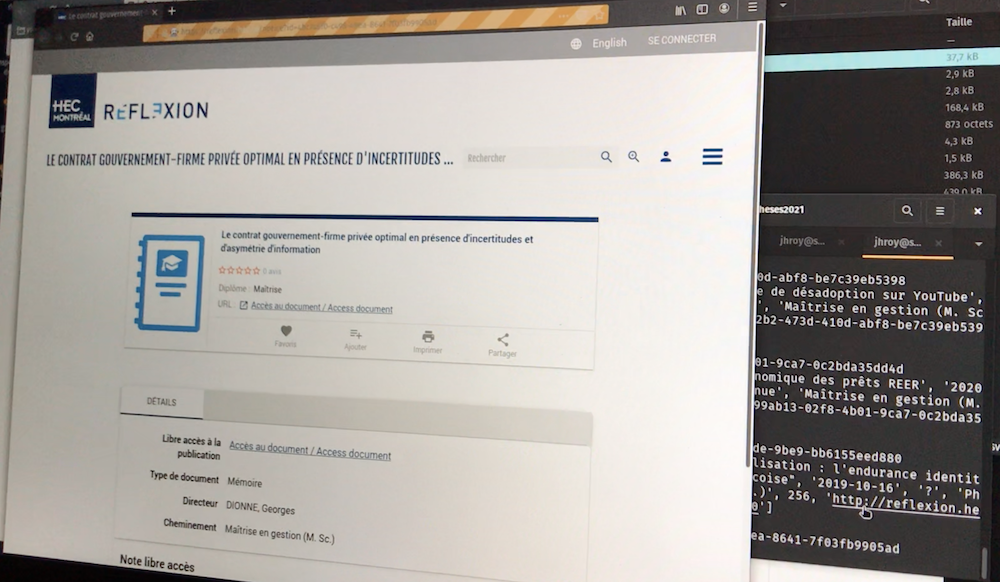 Le contrat gouvernement-
English
SE CONNECTER
HEC
MONTRÉAL
RÉFLEXION
LE CONTRAT GOUVERNEMENT-FIRME PRIVÉE OPTIMAL EN PRÉSENCE D'INCERTITUDES ...
Rechercher
Le contrat gouvernement-firme privée optimal en présence d'incertitudes et
d'asymétrie d'information
0 avis
Diplôme : Maîtrise
URL : Accès au document / Access document
Favoris
Ajouter
Imprimer
Partager
DÉTAILS
Libre accès à la
publication
Accès au document / Access document
Type de document
Mémoire
Directeur
DIONNE, Georges
Cheminement
Maîtrise en gestion (M. Sc.)
Note libre accès
Taille
—
37,7 kB
2,9 kB
2,8 kB
168,4 kB
873 octets
4,3 kB
1,5 kB
386,3 kB
439,0 kB
heses2021
jhroy@s...
jhroy@s...
0d-abf8-be7c39eb5398
e de désadoption sur YouTube',
', 'Maîtrise en gestion (M. Sc
2b2-473d-410d-abf8-be7c39eb539
01-9ca7-0c2bda35dd4d
nomique des prêts REER', '2020
nue', 'Maîtrise en gestion (M.
99ab13-02f8-4b01-9ca7-0c2bda35
de-9be9-bb6155eed880
lisation : l'endurance identit
coise", '2019-10-16', '?', 'Ph
.)', 256, 'http://reflexion.he
0']
ea-8641-7f03fb9905ad